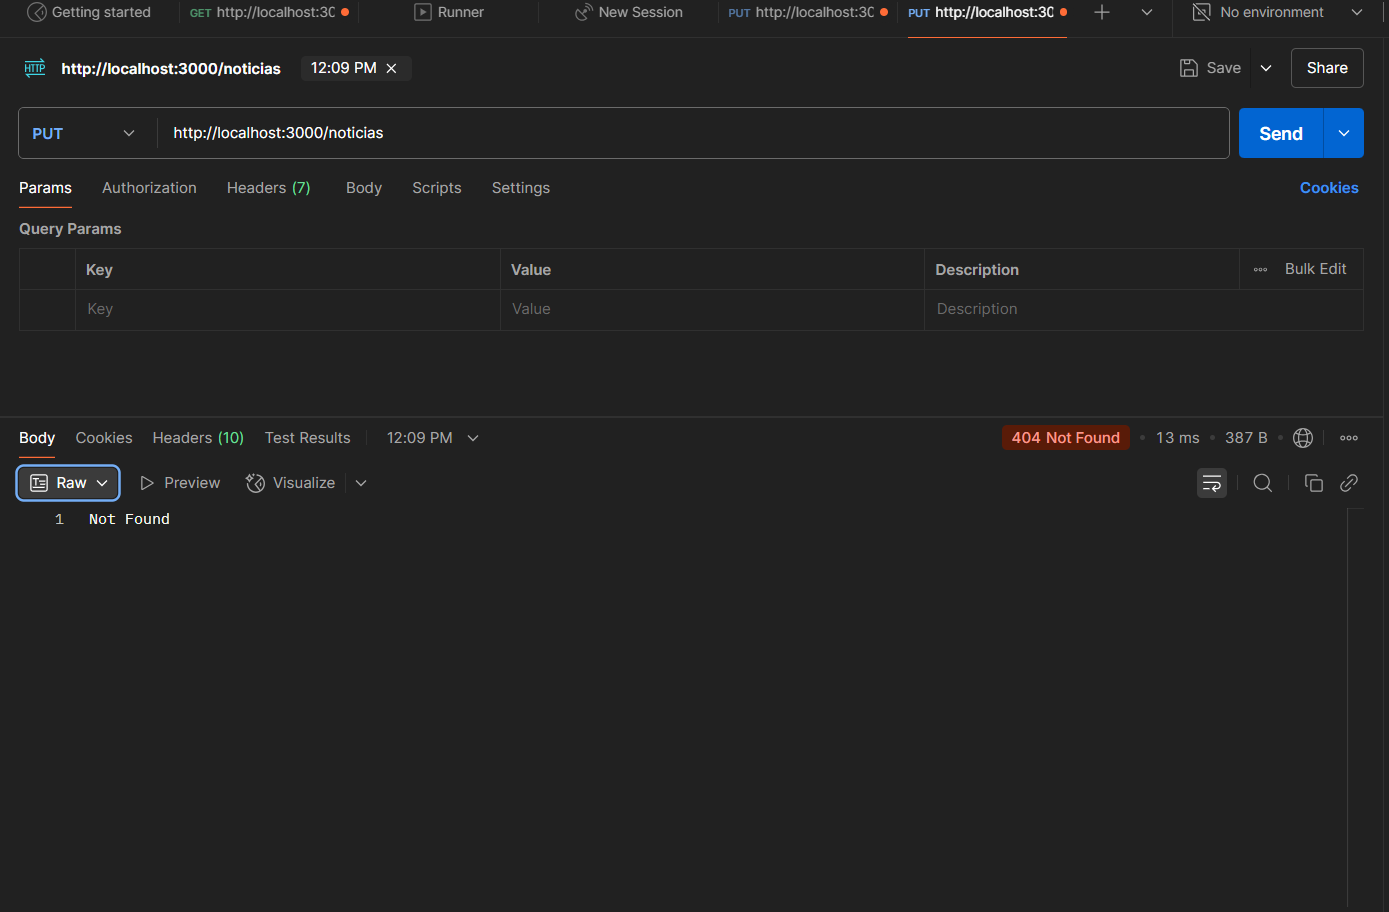 Getting started GET http://localhost:30 Runner New Session PUT http://localhost:30 PUT http://localhost:30 No environment
HTTP http://localhost:3000/noticias 12:09 PM Save Share
PUT http://localhost:3000/noticias Send
Params Authorization Headers (7) Body Scripts Settings Cookies
Query Params
Key Value Description Bulk Edit
Key Value Description
Body Cookies Headers (10) Test Results 12:09 PM 404 Not Found 13 ms 387 B
Raw Preview Visualize
1 Not Found